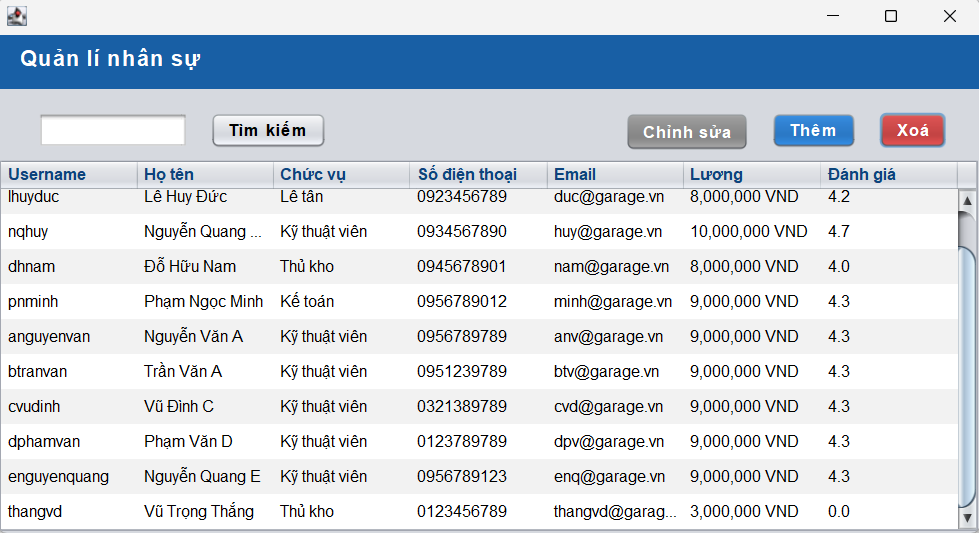 Quản lí nhân sự
Tìm kiếm Chỉnh sửa Thêm Xoá
Username Họ tên Chức vụ Số điện thoại Email Lương Đánh giá
lhuyduc Lê Huy Đức Lễ tân 0923456789 duc@garage.vn 8,000,000 VND 4.2
nqhuy Nguyễn Quang ... Kỹ thuật viên 0934567890 huy@garage.vn 10,000,000 VND 4.7
dhnam Đỗ Hữu Nam Thủ kho 0945678901 nam@garage.vn 8,000,000 VND 4.0
pnminh Phạm Ngọc Minh Kế toán 0956789012 minh@garage.vn 9,000,000 VND 4.3
anguyenvan Nguyễn Văn A Kỹ thuật viên 0956789789 anv@garage.vn 9,000,000 VND 4.3
btranvan Trần Văn A Kỹ thuật viên 0951239789 btv@garage.vn 9,000,000 VND 4.3
cvudinh Vũ Đình C Kỹ thuật viên 0321389789 cvd@garage.vn 9,000,000 VND 4.3
dphamvan Phạm Văn D Kỹ thuật viên 0123789789 dpv@garage.vn 9,000,000 VND 4.3
enguyenquang Nguyễn Quang E Kỹ thuật viên 0956789123 enq@garage.vn 9,000,000 VND 4.3
thangvd Vũ Trọng Thắng Thủ kho 0123456789 thangvd@garag... 3,000,000 VND 0.0